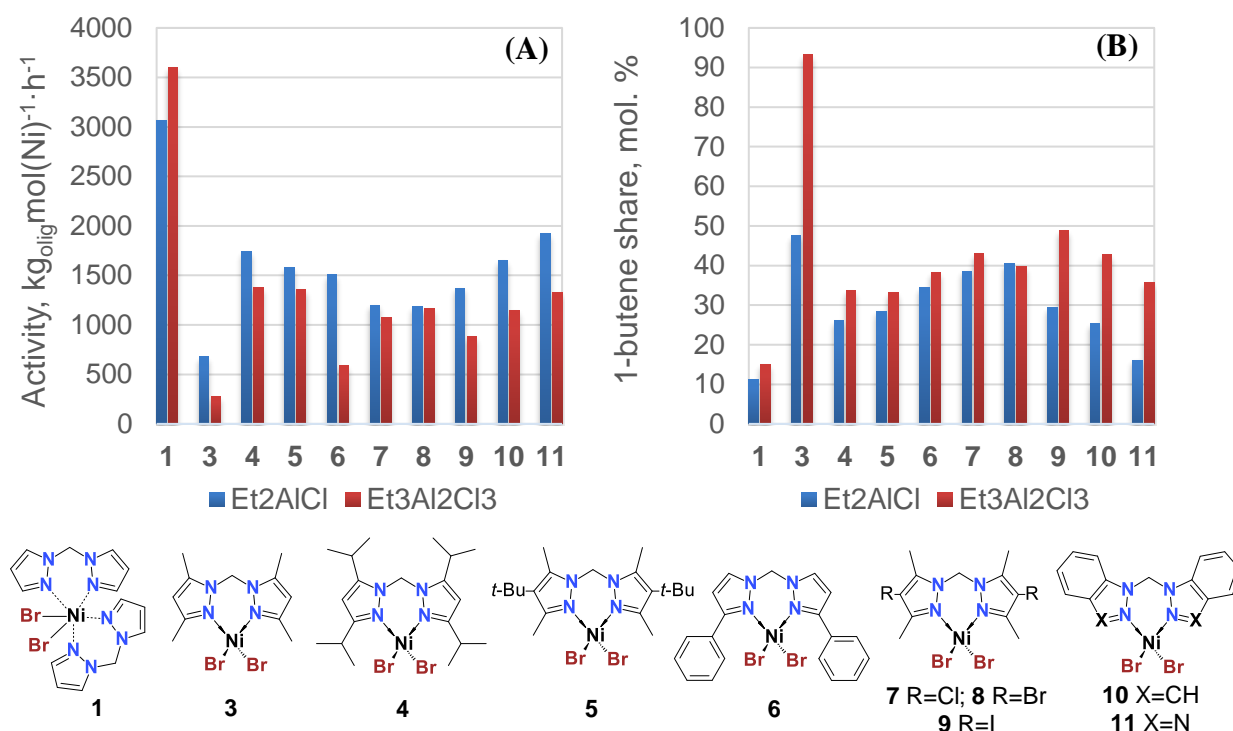 (A)
Activity, kg_olig mol(Ni)^-1·h^-1
4000
3500
3000
2500
2000
1500
1000
500
0
1 3 4 5 6 7 8 9 10 11
Et2AlCl Et3Al2Cl3
(B)
1-butene share, mol. %
100
90
80
70
60
50
40
30
20
10
0
1 3 4 5 6 7 8 9 10 11
Et2AlCl Et3Al2Cl3
N N
N N
Br Ni N
Br
N
N N
1
N N
N N
Ni
Br Br
3
N N
N N
Ni
Br Br
4
t-Bu N N t-Bu
N N
Ni
Br Br
5
N N
N N
Ni
Br Br
6
N N
R N N R
Ni
Br Br
7 R=Cl; 8 R=Br
9 R=I
N N
X N N X
Ni
Br Br
10 X=CH
11 X=N